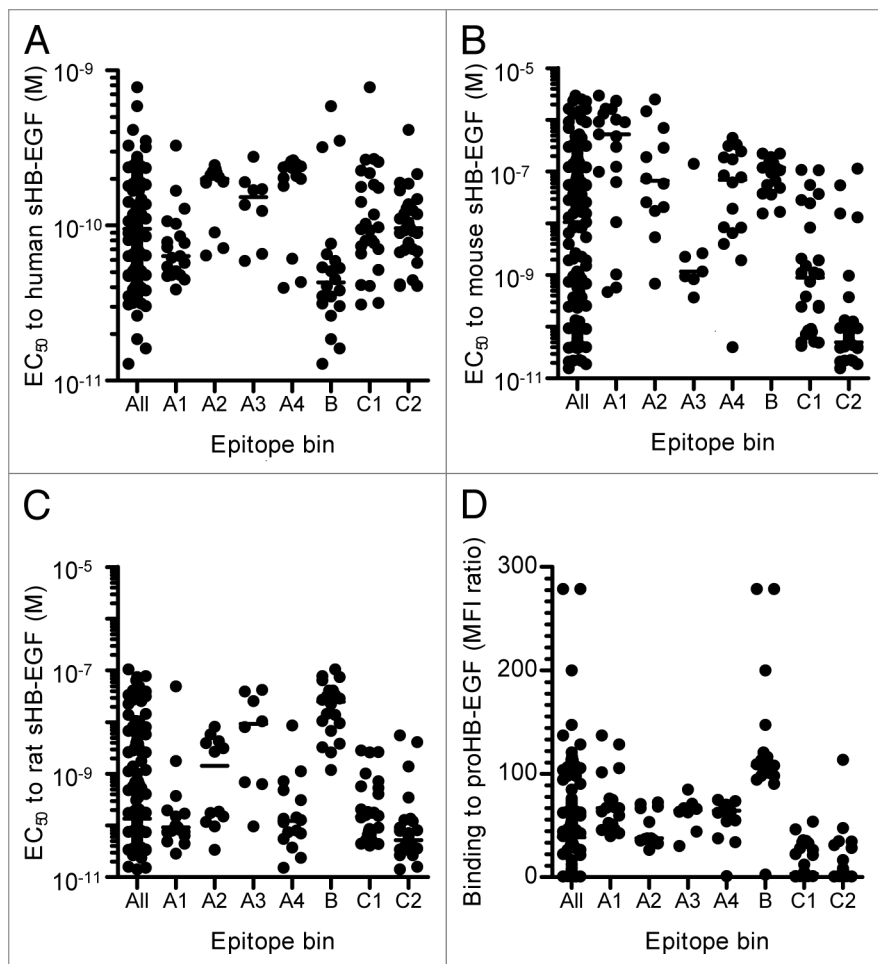 A
EC50 to human sHB-EGF (M)
10-9
10-10
10-11
All A1 A2 A3 A4 B C1 C2
Epitope bin
B
EC50 to mouse sHB-EGF (M)
10-5
10-7
10-9
10-11
All A1 A2 A3 A4 B C1 C2
Epitope bin
C
EC50 to rat sHB-EGF (M)
10-5
10-7
10-9
10-11
All A1 A2 A3 A4 B C1 C2
Epitope bin
D
Binding to proHB-EGF (MFI ratio)
300
200
100
0
All A1 A2 A3 A4 B C1 C2
Epitope bin